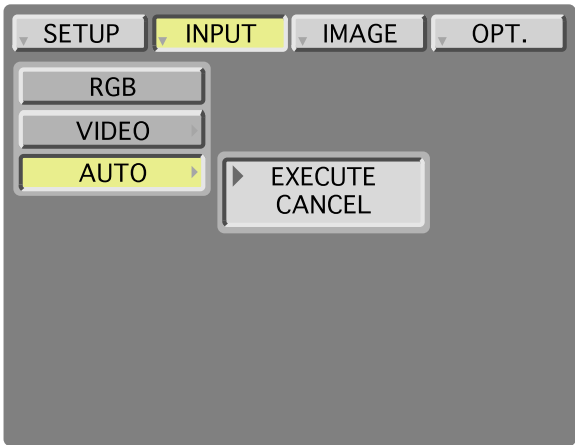 SETUP INPUT IMAGE OPT.
RGB
VIDEO
AUTO
EXECUTE
CANCEL